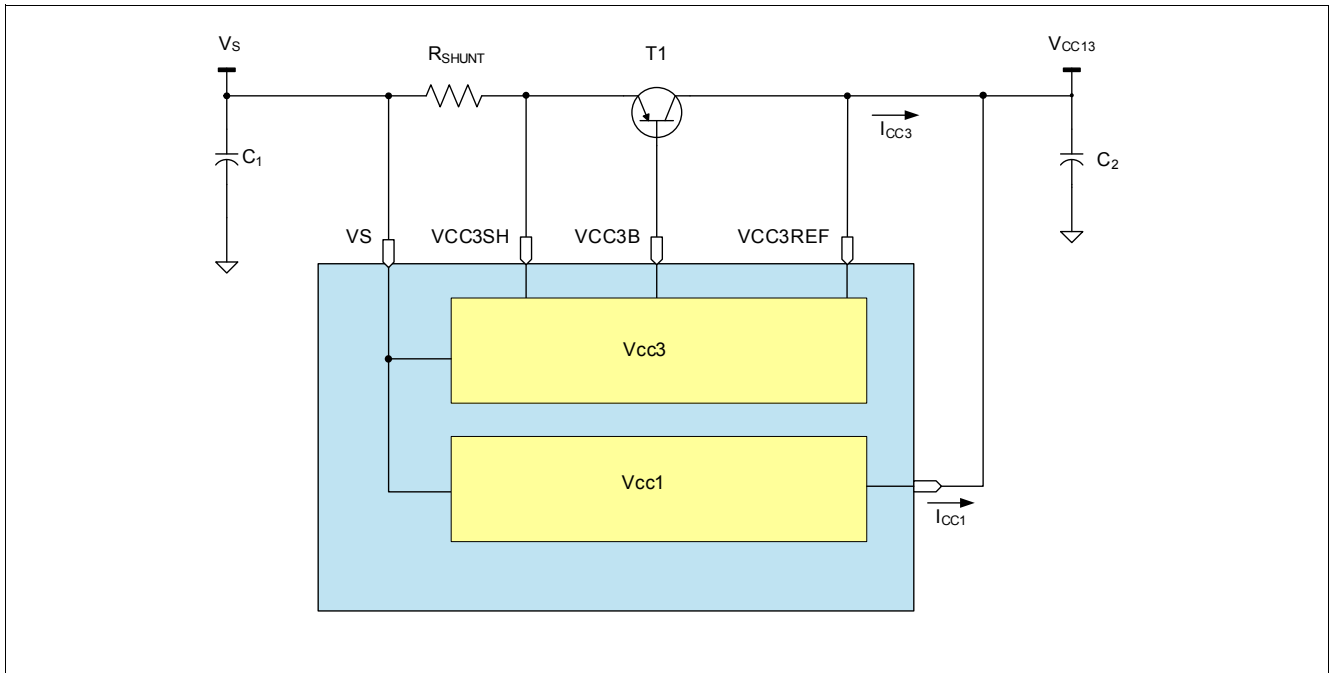 VS
RSHUNT
T1
VCC13
ICC3
C1
C2
VS
VCC3SH
VCC3B
VCC3REF
Vcc3
Vcc1
ICC1